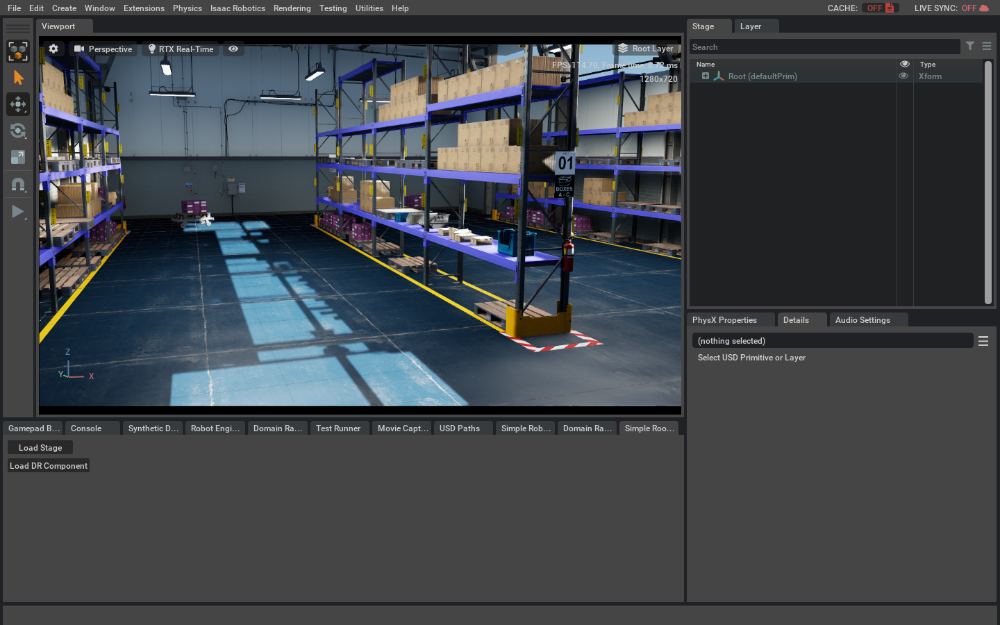 File Edit Create Window Extensions Physics Isaac Robotics Rendering Testing Utilities Help
CACHE: OFF LIVE SYNC: OFF
Viewport
Perspective RTX Real-Time
Root Layer
FPS: 114.70, Frame time: 8.72 ms
1280x720
01
BOXES
A - C
Z
Y X
Stage Layer
Search
Name Type
Root (defaultPrim) Xform
PhysX Properties Details Audio Settings
(nothing selected)
Select USD Primitive or Layer
Gamepad B... Console Synthetic D... Robot Engi... Domain Ra... Test Runner Movie Capt... USD Paths Simple Rob... Domain Ra... Simple Roo...
Load Stage
Load DR Component